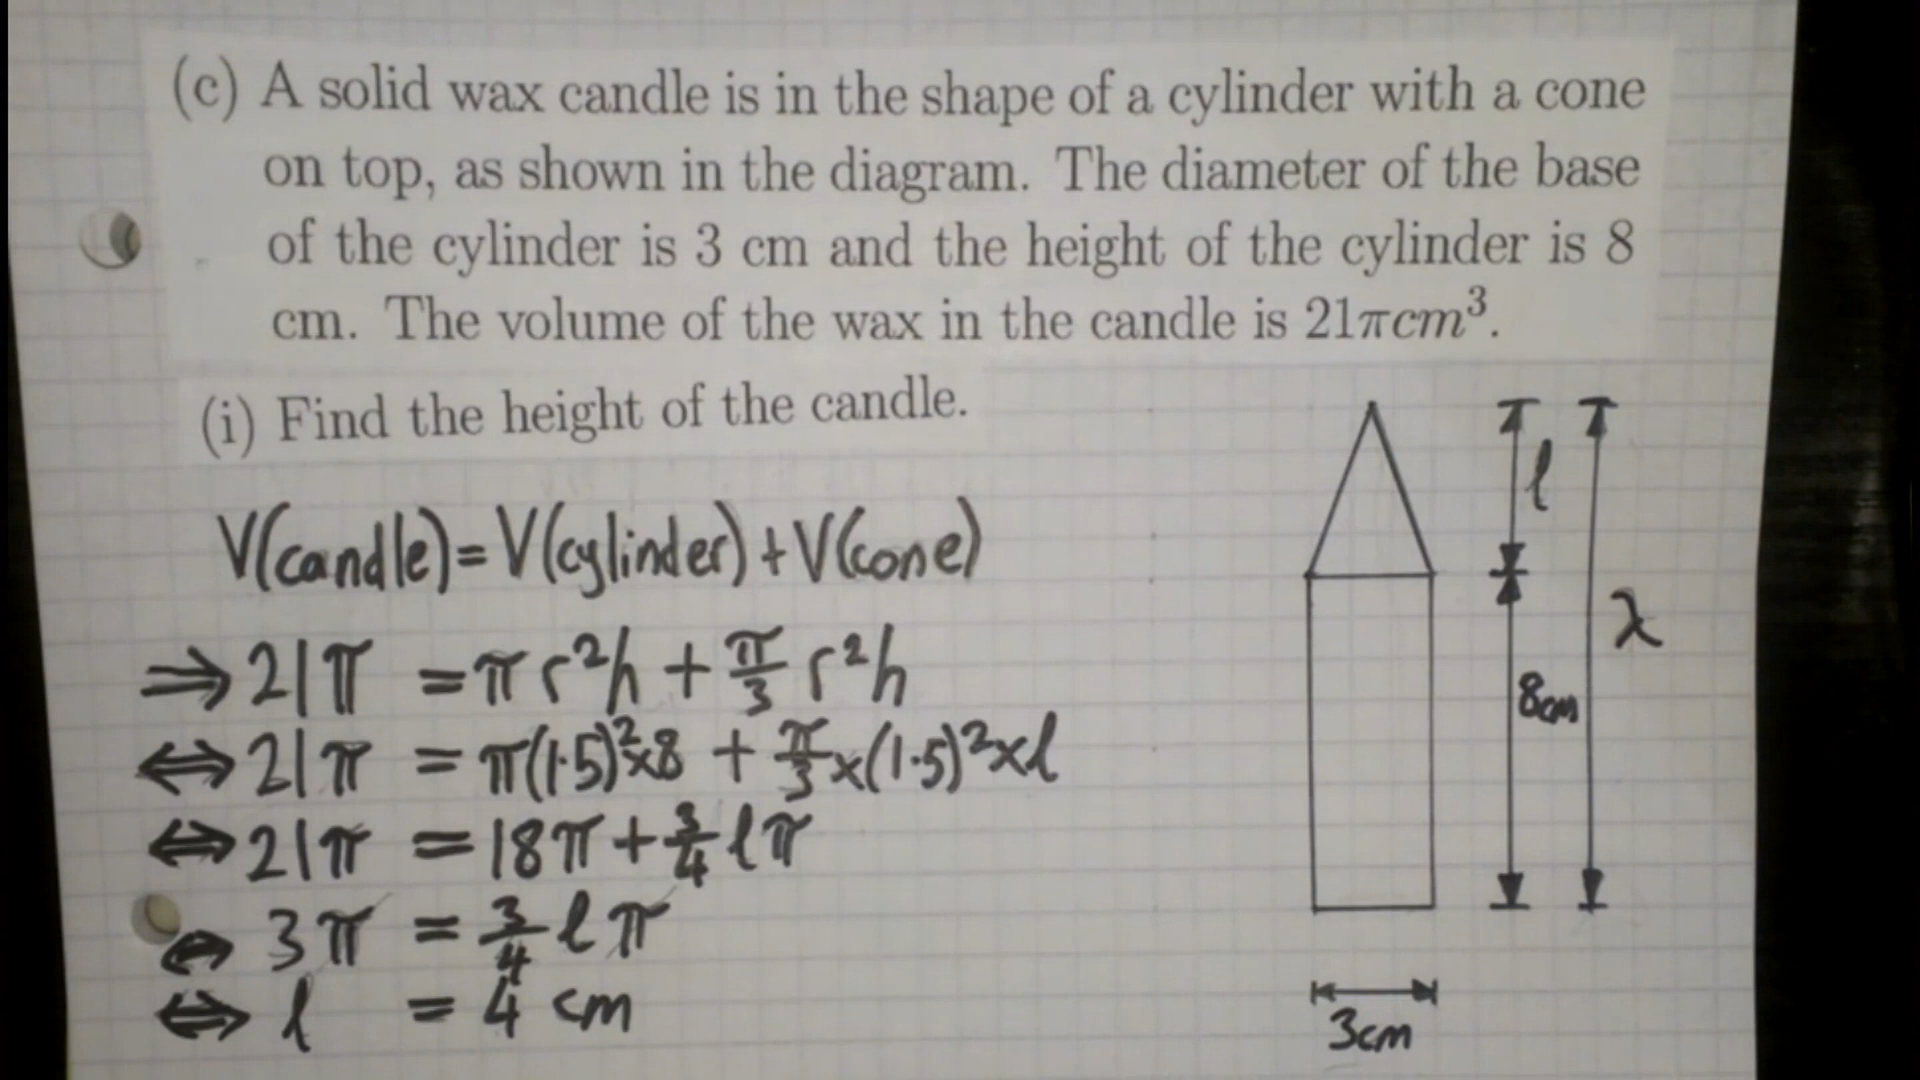 (c) A solid wax candle is in the shape of a cylinder with a cone
on top, as shown in the diagram. The diameter of the base
of the cylinder is 3 cm and the height of the cylinder is 8
cm. The volume of the wax in the candle is 21πcm³.
(i) Find the height of the candle.
V(candle)=V(cylinder)+V(cone)
⇒ 21π = πr²h + π/3 r²h
⇔ 21π = π(1·5)²×8 + π/3×(1·5)²×l
⇔ 21π = 18π + 3/4 lπ
⇔ 3π = 3/4 lπ
⇔ l = 4 cm
l
λ
8cm
3cm